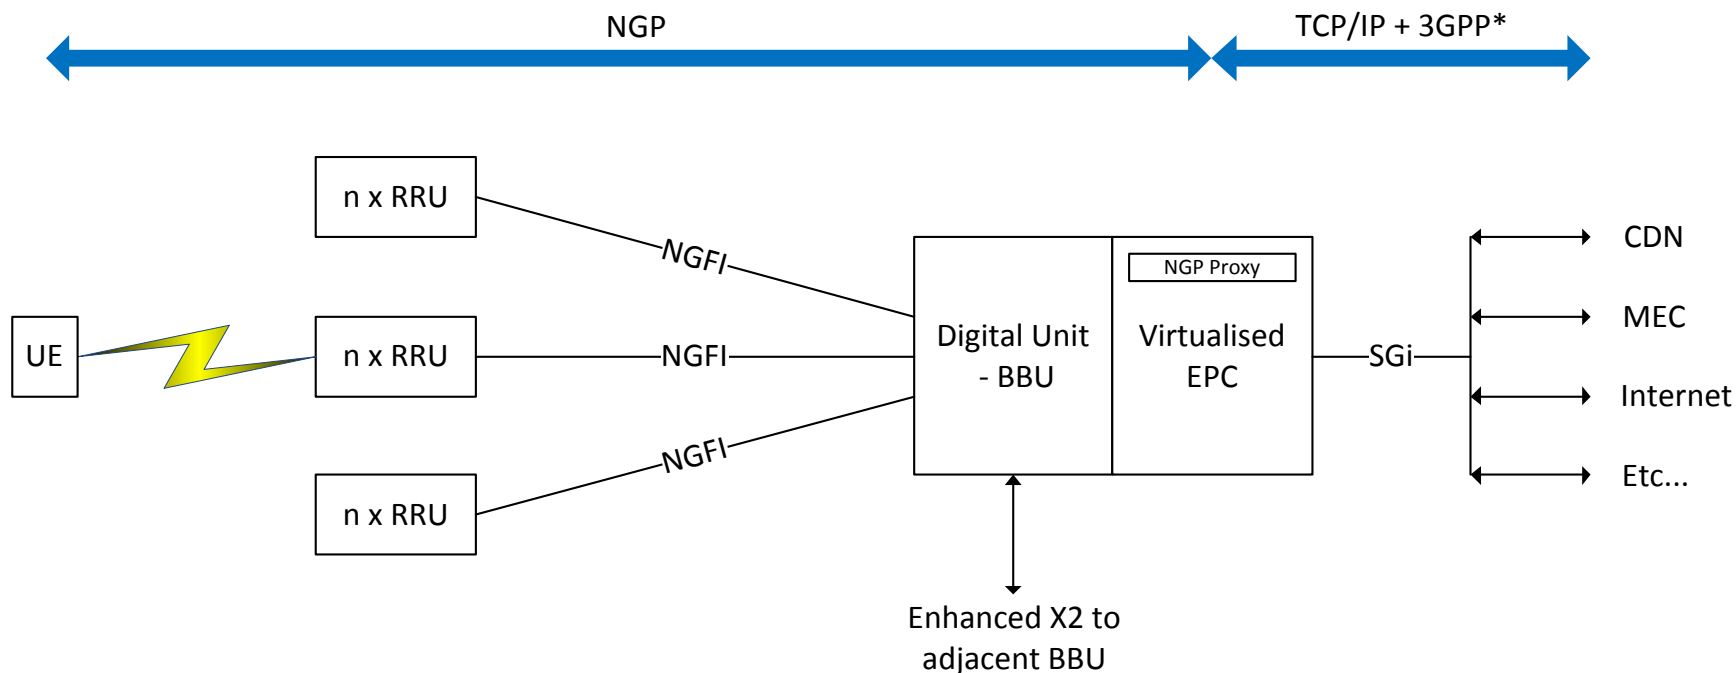 NGP
TCP/IP + 3GPP*
n x RRU
NGFI
CDN
NGP Proxy
UE
n x RRU
NGFI
Digital Unit
- BBU
Virtualised
EPC
SGi
MEC
Internet
NGFI
n x RRU
Etc...
Enhanced X2 to
adjacent BBU